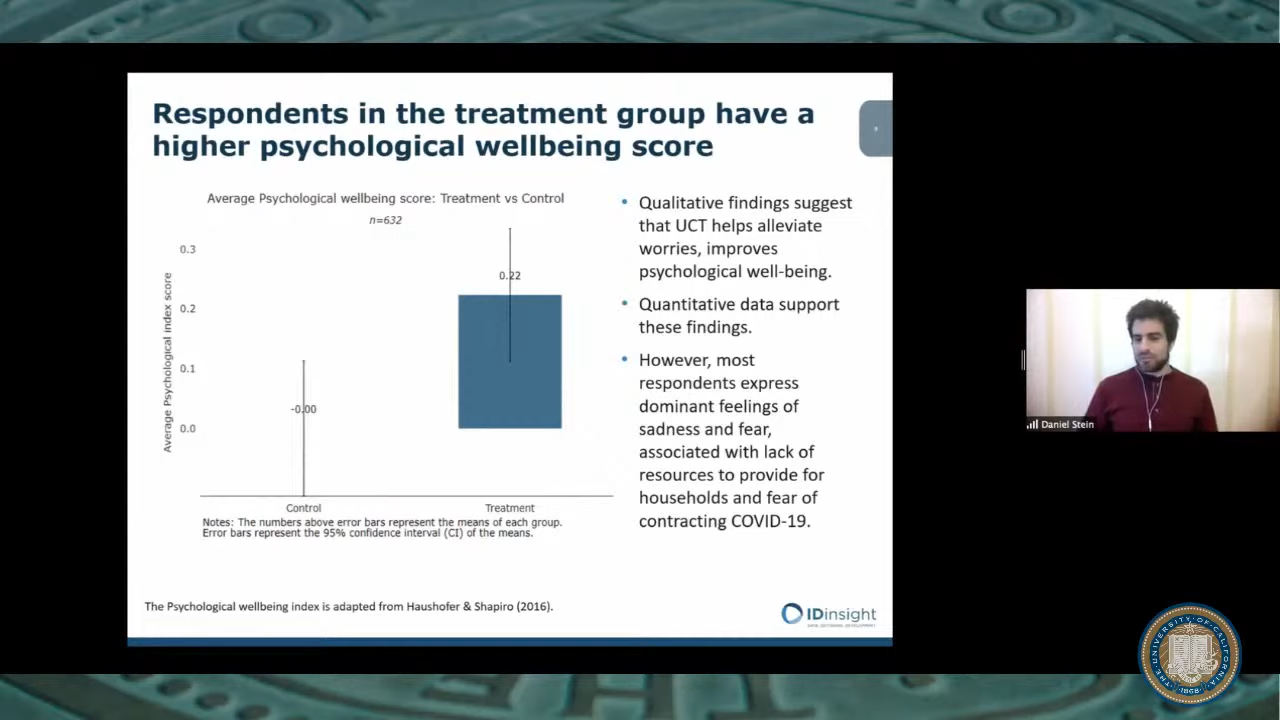 Respondents in the treatment group have a
higher psychological wellbeing score
Average Psychological wellbeing score: Treatment vs Control
n=632
Average Psychological index score
0.3
0.2
0.1
0.0
-0.00
0.22
Control
Treatment
Notes: The numbers above error bars represent the means of each group.
Error bars represent the 95% confidence interval (CI) of the means.
• Qualitative findings suggest
that UCT helps alleviate
worries, improves
psychological well-being.
• Quantitative data support
these findings.
• However, most
respondents express
dominant feelings of
sadness and fear,
associated with lack of
resources to provide for
households and fear of
contracting COVID-19.
The Psychological wellbeing index is adapted from Haushofer & Shapiro (2016).
IDinsight
Daniel Stein
THE·UNIVERSITY·OF·CALIFORNIA
·1868·